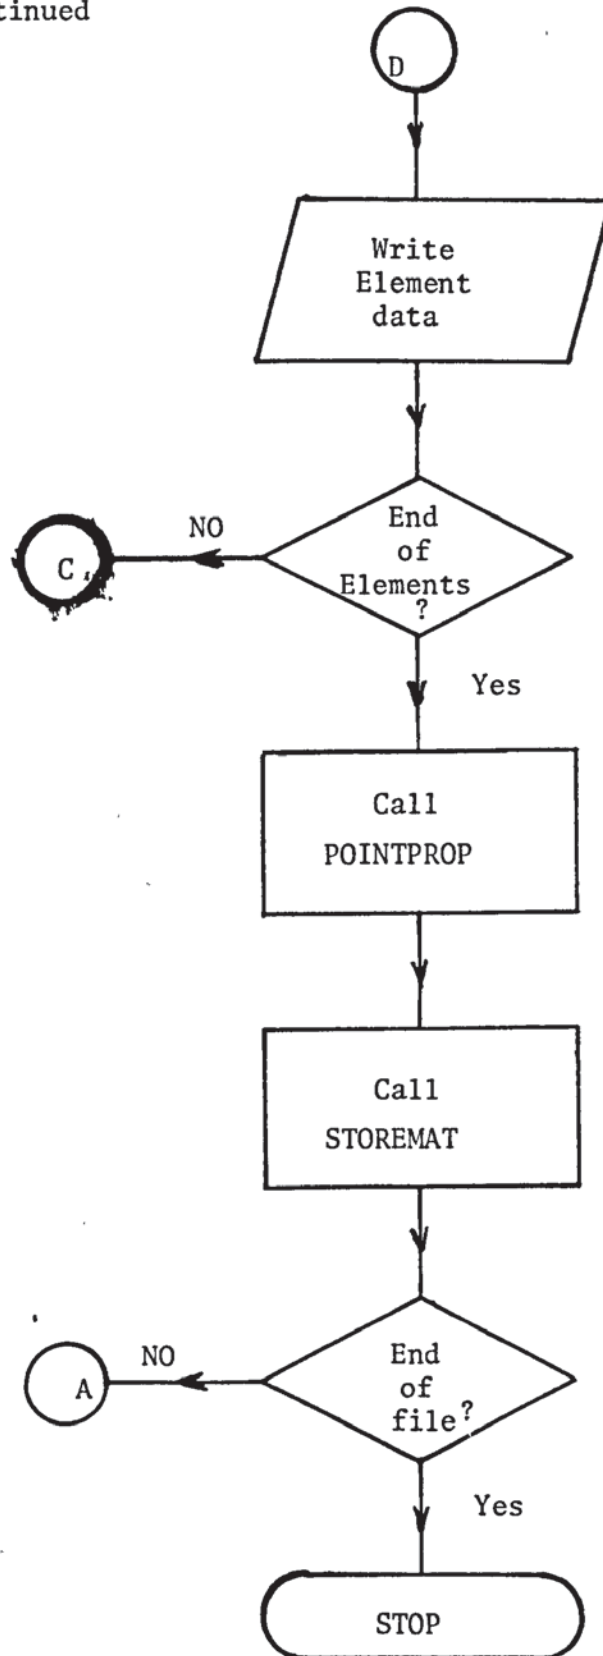 tinued
D
Write
Element
data
End
of
Elements
?
NO
C
Yes
Call
POINTPROP
Call
STOREMAT
End
of
file?
NO
A
Yes
STOP